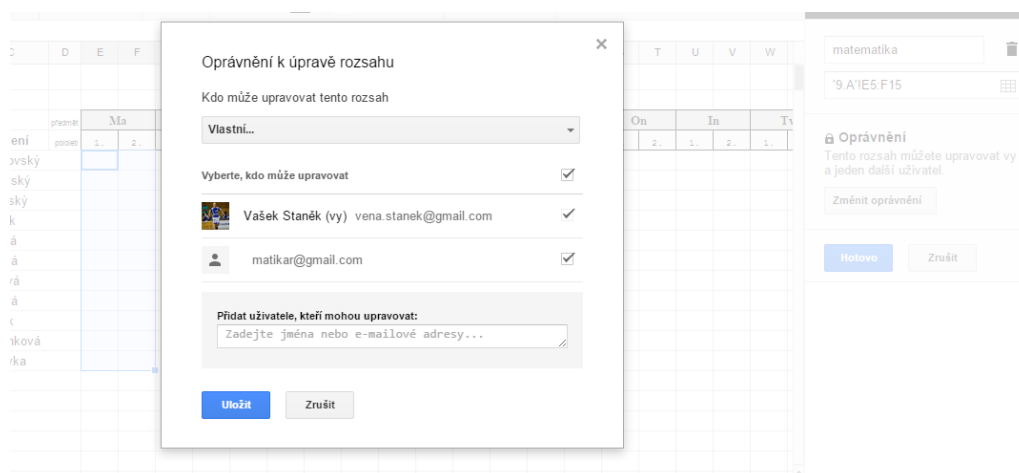 C D E F T U V W
předmět Ma On In Tv
ení pololetí 1. 2. 2. 1. 2. 1.
ovský
rský
ský
k
á
á
vá
á
k
nková
vka
×
Oprávnění k úpravě rozsahu
Kdo může upravovat tento rozsah
Vlastní...
Vyberte, kdo může upravovat
Vašek Staněk (vy) vena.stanek@gmail.com
matikar@gmail.com
Přidat uživatele, kteří mohou upravovat:
Zadejte jména nebo e-mailové adresy...
Uložit Zrušit
matematika
'9.A'!E5:F15
Oprávnění
Tento rozsah můžete upravovat vy
a jeden další uživatel.
Změnit oprávnění
Hotovo Zrušit